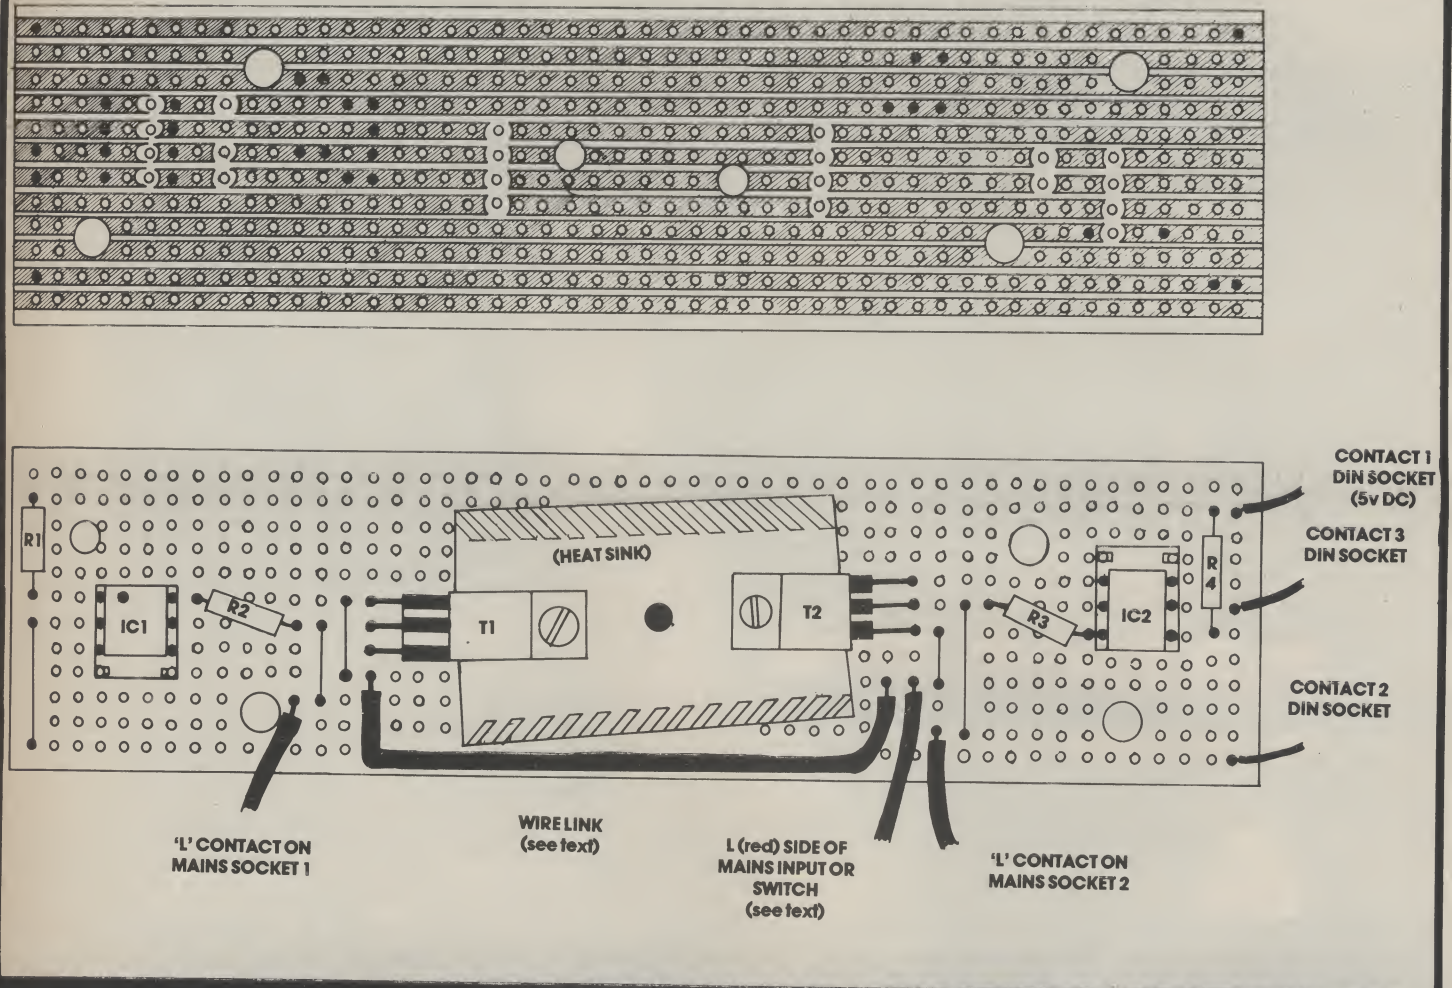 CONTACT 1
DIN SOCKET
(5v DC)
CONTACT 3
DIN SOCKET
(HEAT SINK)
R1
IC1
R2
T1
T2
R3
IC2
R
4
CONTACT 2
DIN SOCKET
'L' CONTACT ON
MAINS SOCKET 1
WIRE LINK
(see text)
L (red) SIDE OF
MAINS INPUT OR
SWITCH
(see text)
'L' CONTACT ON
MAINS SOCKET 2